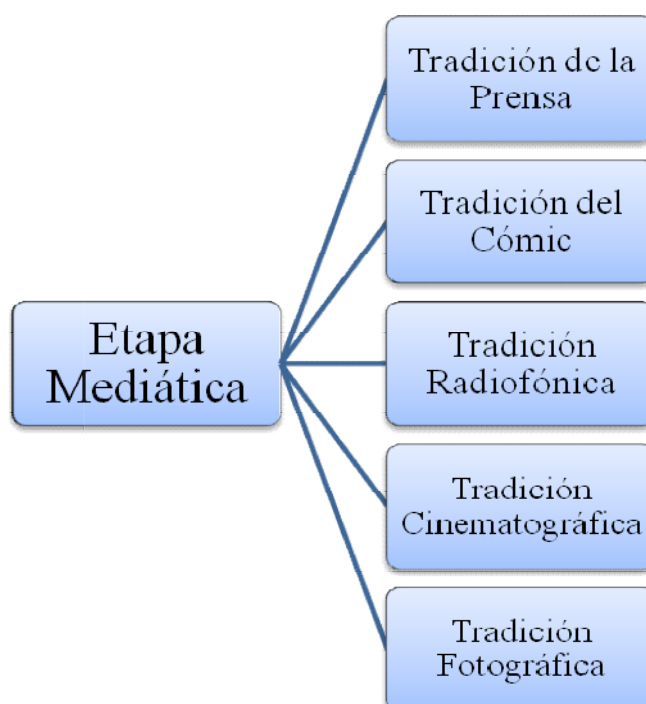 Tradición de la
Prensa
Tradición del
Cómic
Etapa
Mediática
Tradición
Radiofónica
Tradición
Cinematográfica
Tradición
Fotográfica